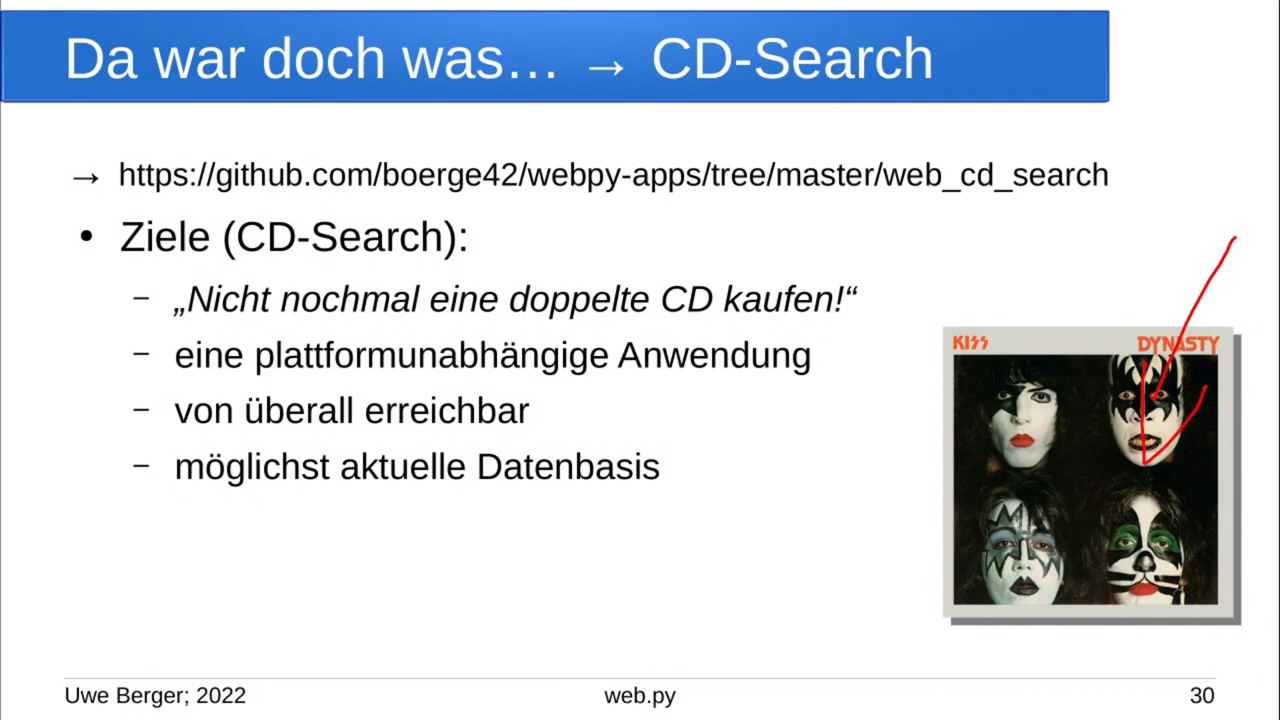 Da war doch was… → CD-Search
→ https://github.com/boerge42/webpy-apps/tree/master/web_cd_search
• Ziele (CD-Search):
– „Nicht nochmal eine doppelte CD kaufen!“
– eine plattformunabhängige Anwendung
– von überall erreichbar
– möglichst aktuelle Datenbasis
KISS DYNASTY
Uwe Berger; 2022 web.py 30